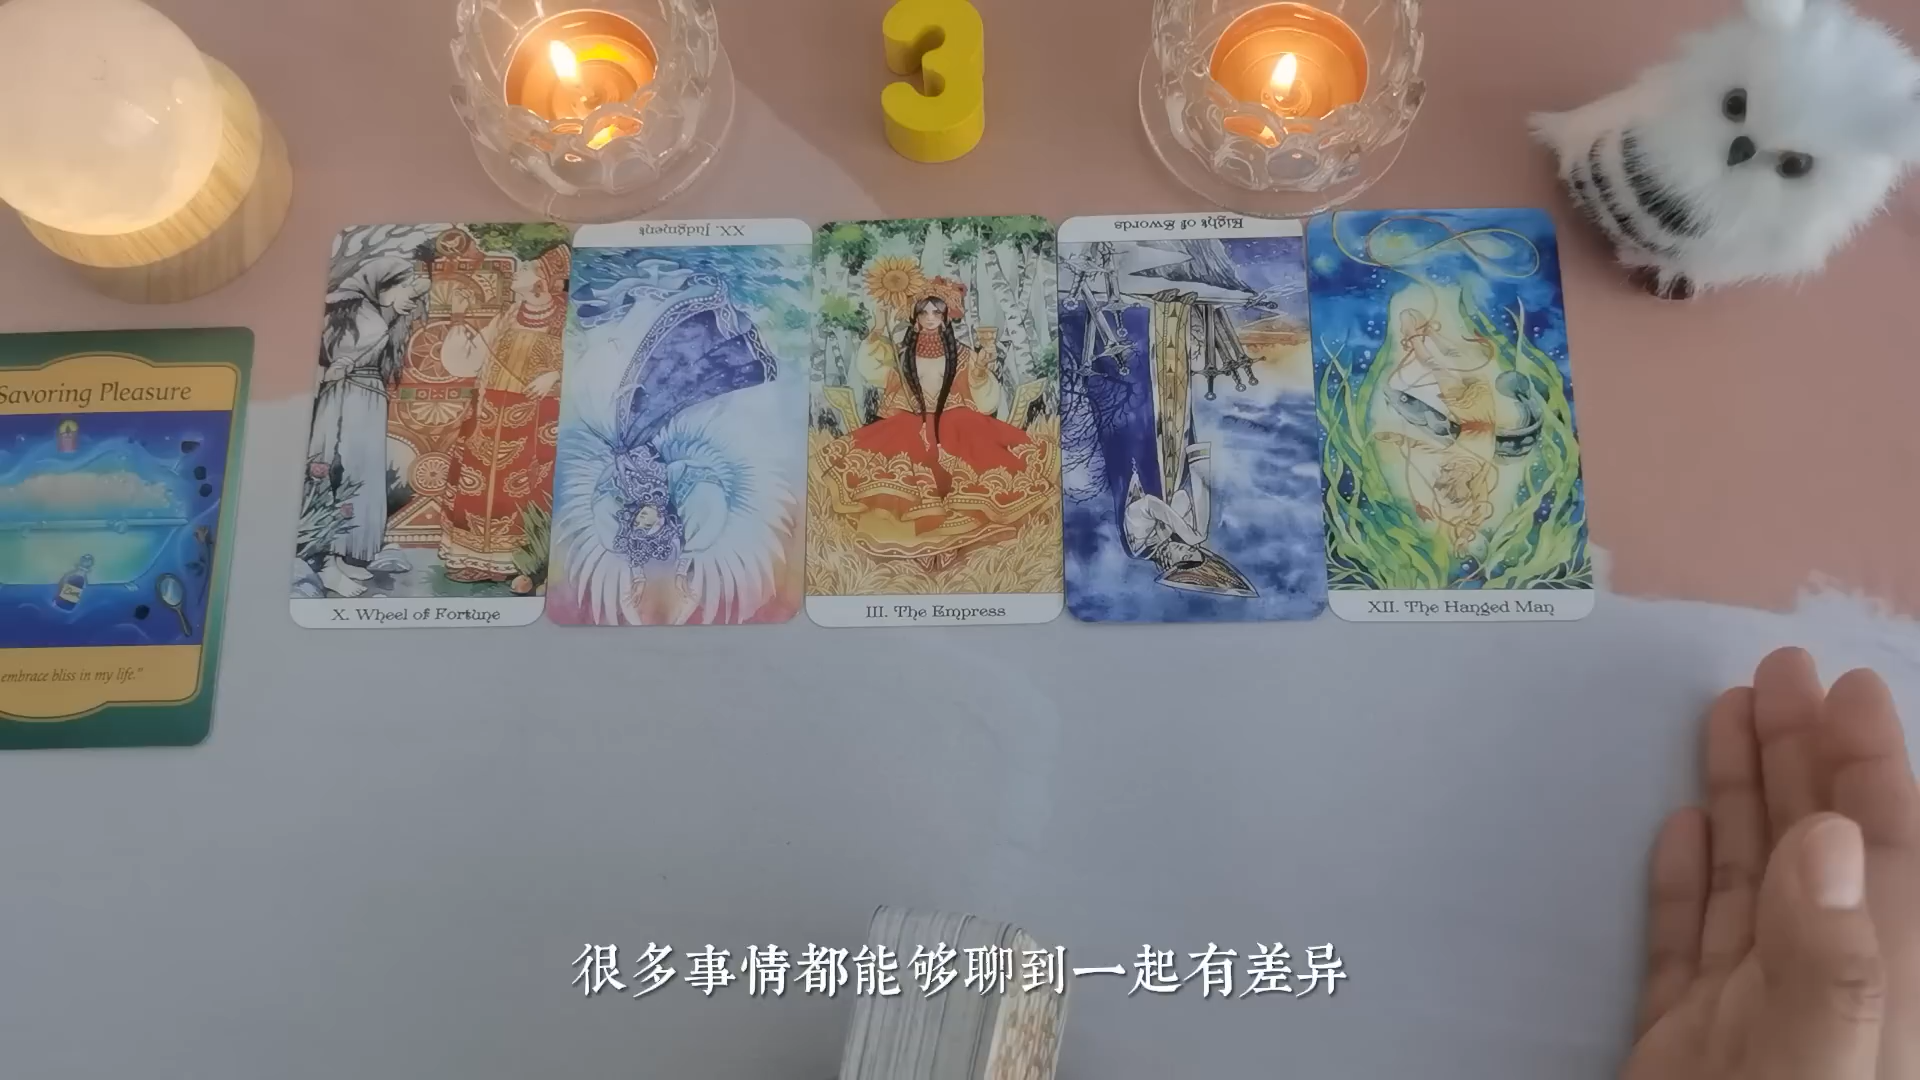 3
XX. Judgment
Eight of Swords
Savoring Pleasure
X. Wheel of Fortune
III. The Empress
XII. The Hanged Man
embrace bliss in my life."
很多事情都能够聊到一起有差异